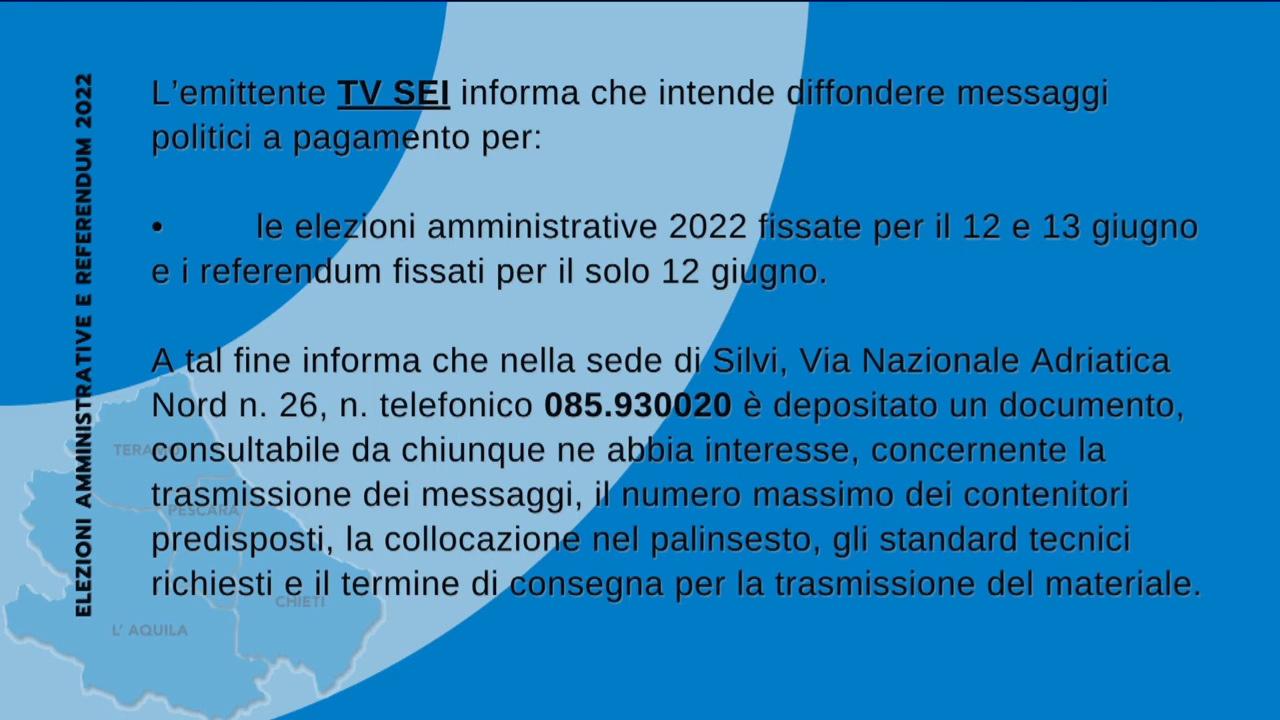 ELEZIONI AMMINISTRATIVE E REFERENDUM 2022
L’emittente TV SEI informa che intende diffondere messaggi
politici a pagamento per:
• le elezioni amministrative 2022 fissate per il 12 e 13 giugno
e i referendum fissati per il solo 12 giugno.
A tal fine informa che nella sede di Silvi, Via Nazionale Adriatica
Nord n. 26, n. telefonico 085.930020 è depositato un documento,
consultabile da chiunque ne abbia interesse, concernente la
trasmissione dei messaggi, il numero massimo dei contenitori
predisposti, la collocazione nel palinsesto, gli standard tecnici
richiesti e il termine di consegna per la trasmissione del materiale.
TERAMO
PESCARA
CHIETI
L’ AQUILA